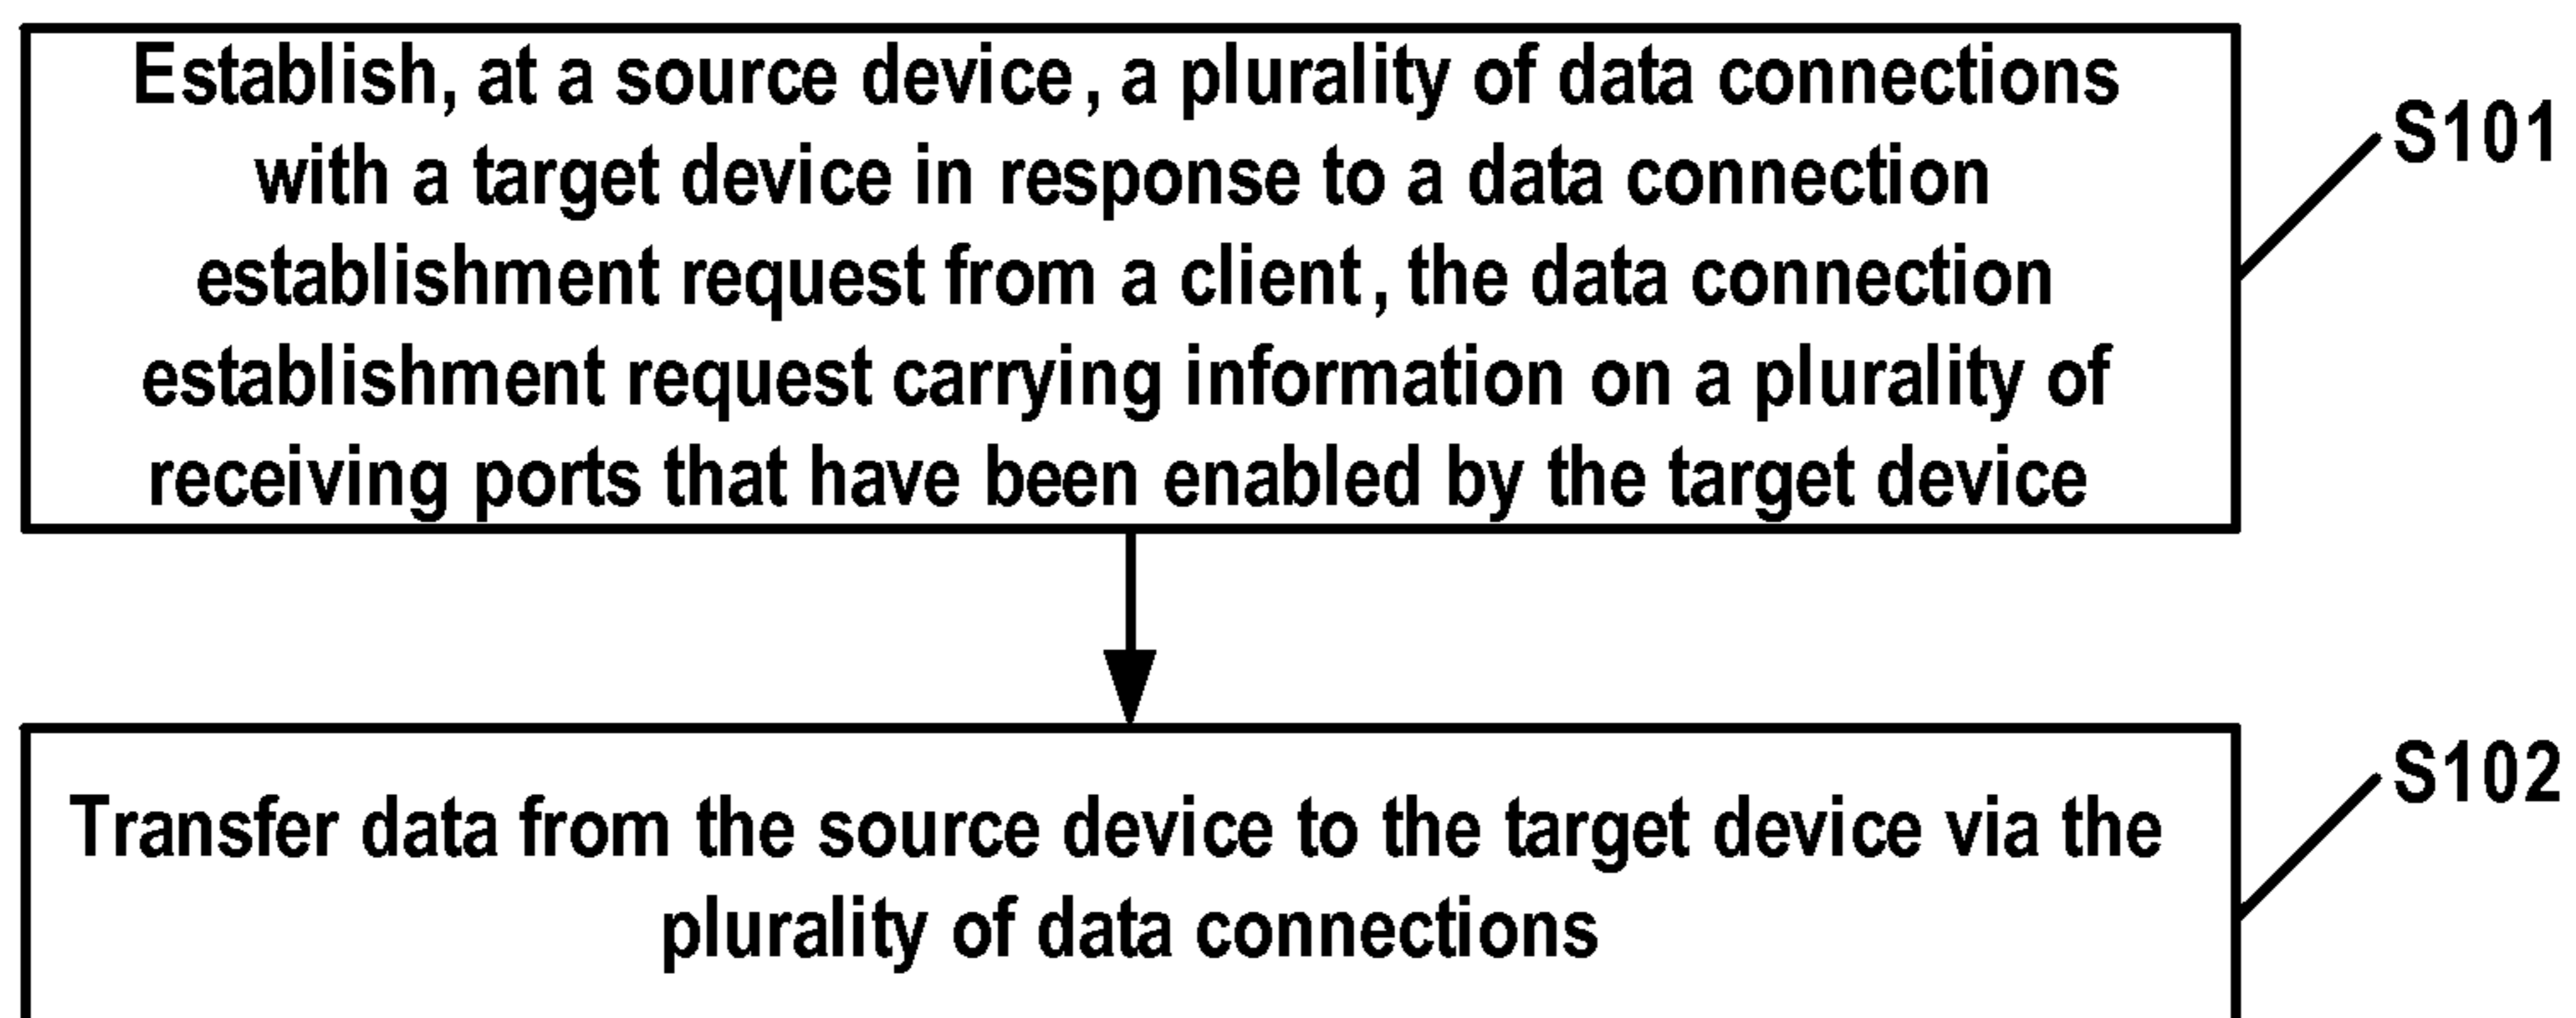 Establish, at a source device, a plurality of data connections
with a target device in response to a data connection
establishment request from a client, the data connection
establishment request carrying information on a plurality of
receiving ports that have been enabled by the target device
S101
Transfer data from the source device to the target device via the
plurality of data connections
S102